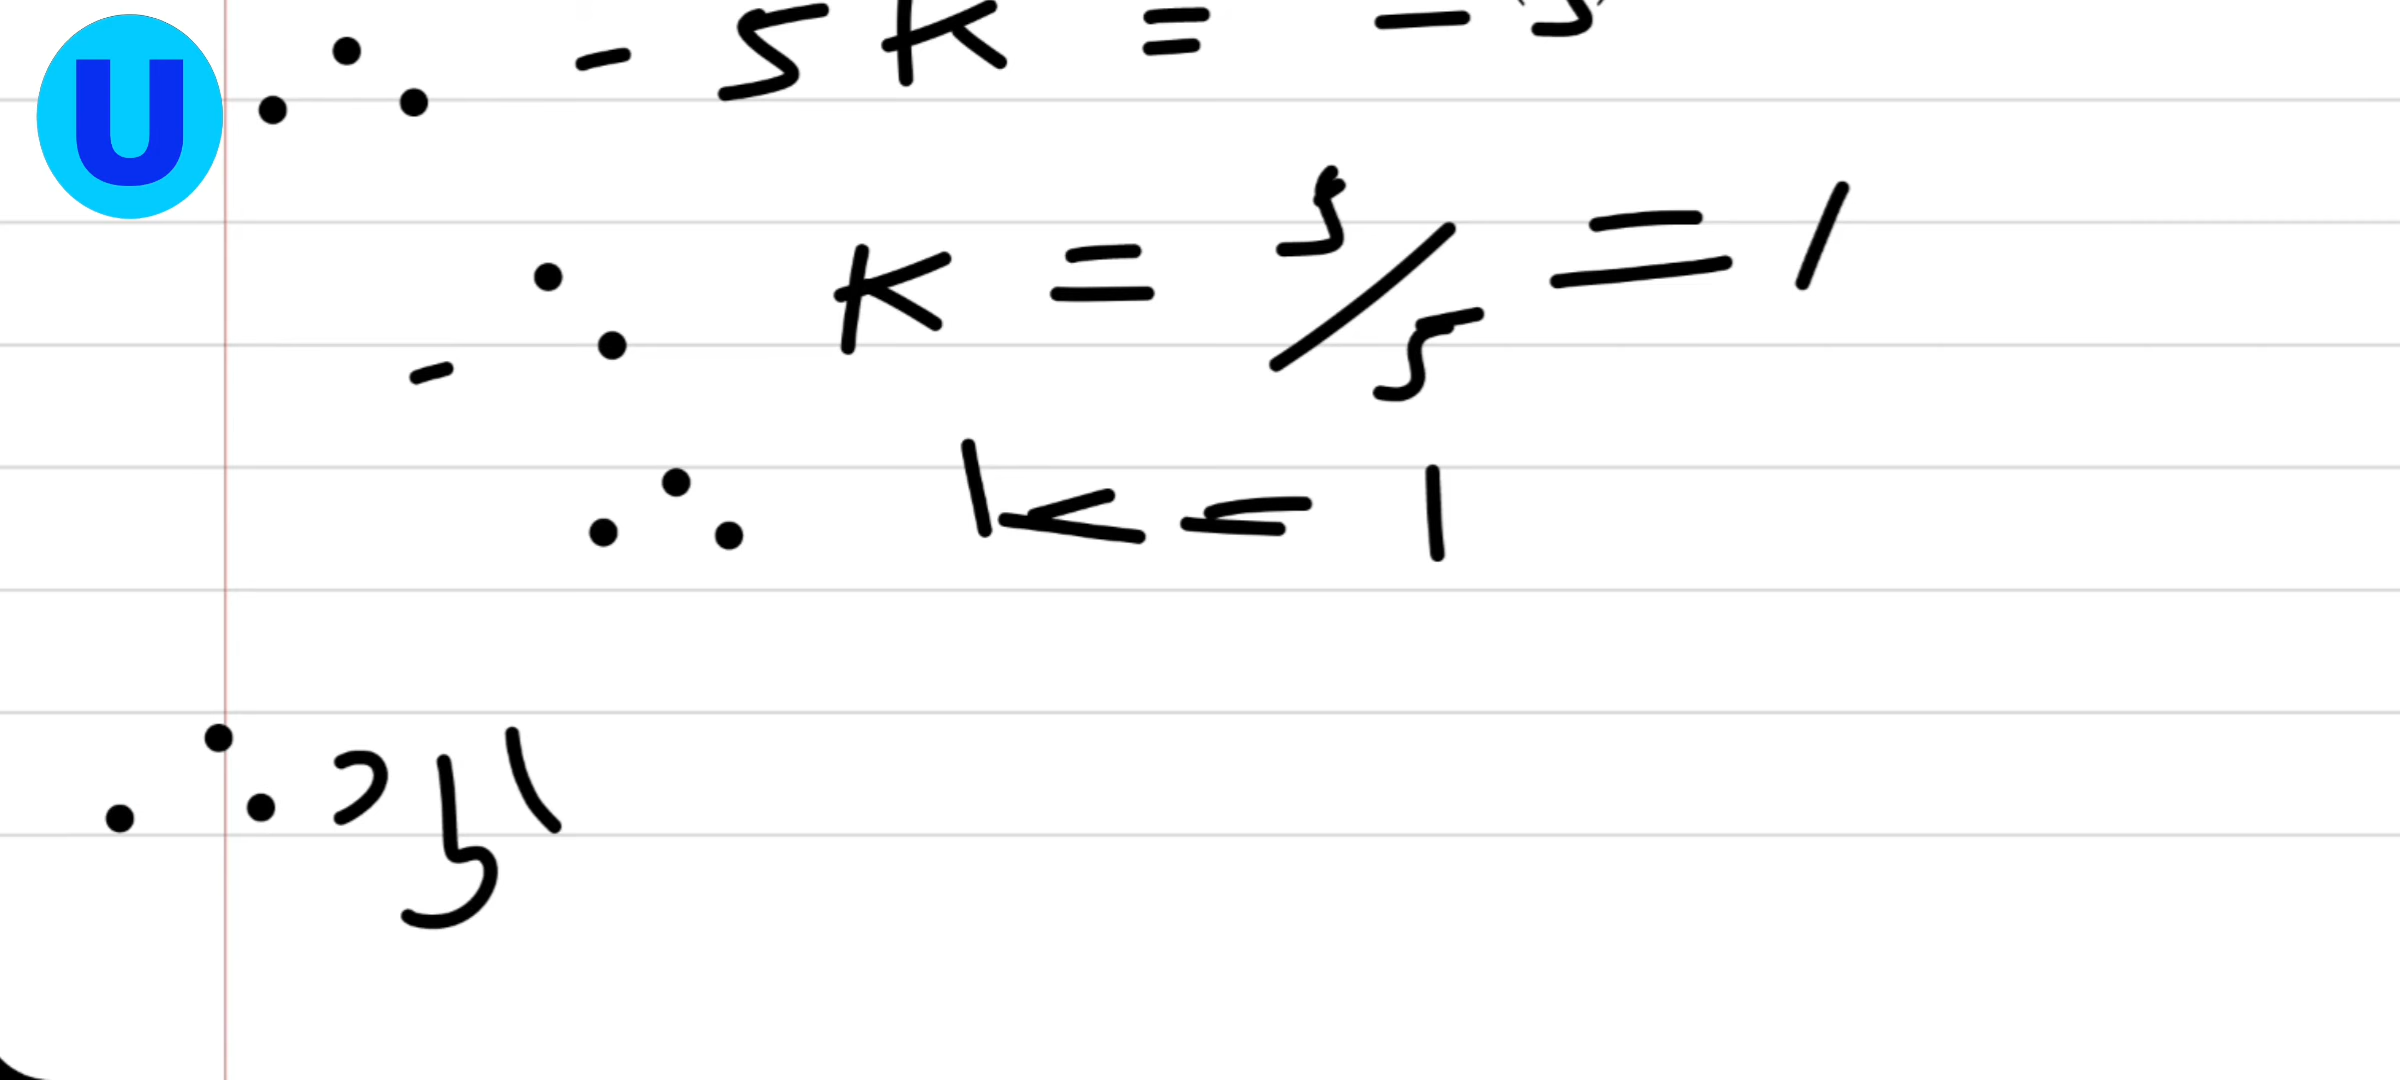 U
∴ - 5K = -5
∴ K = 5/5 = 1
∴ K = 1
∴